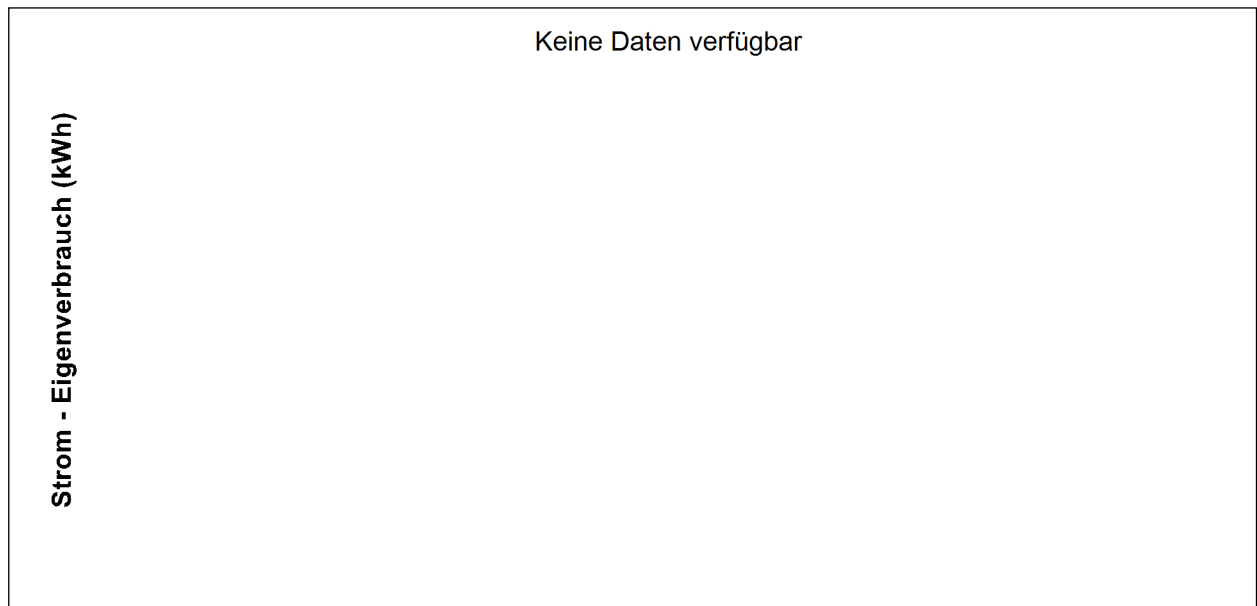 Keine Daten verfügbar
Strom - Eigenverbrauch (kWh)